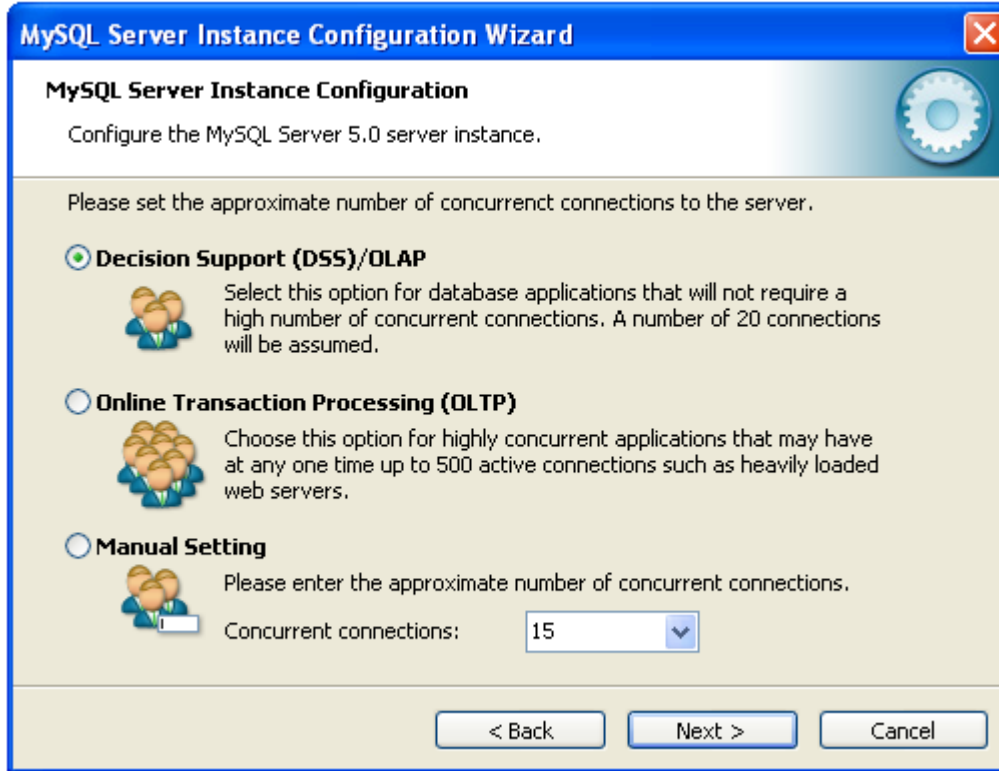 MySQL Server Instance Configuration Wizard
MySQL Server Instance Configuration
Configure the MySQL Server 5.0 server instance.
Please set the approximate number of concurrenct connections to the server.
Decision Support (DSS)/OLAP
Select this option for database applications that will not require a
high number of concurrent connections. A number of 20 connections
will be assumed.
Online Transaction Processing (OLTP)
Choose this option for highly concurrent applications that may have
at any one time up to 500 active connections such as heavily loaded
web servers.
Manual Setting
Please enter the approximate number of concurrent connections.
Concurrent connections: 15
< Back Next > Cancel